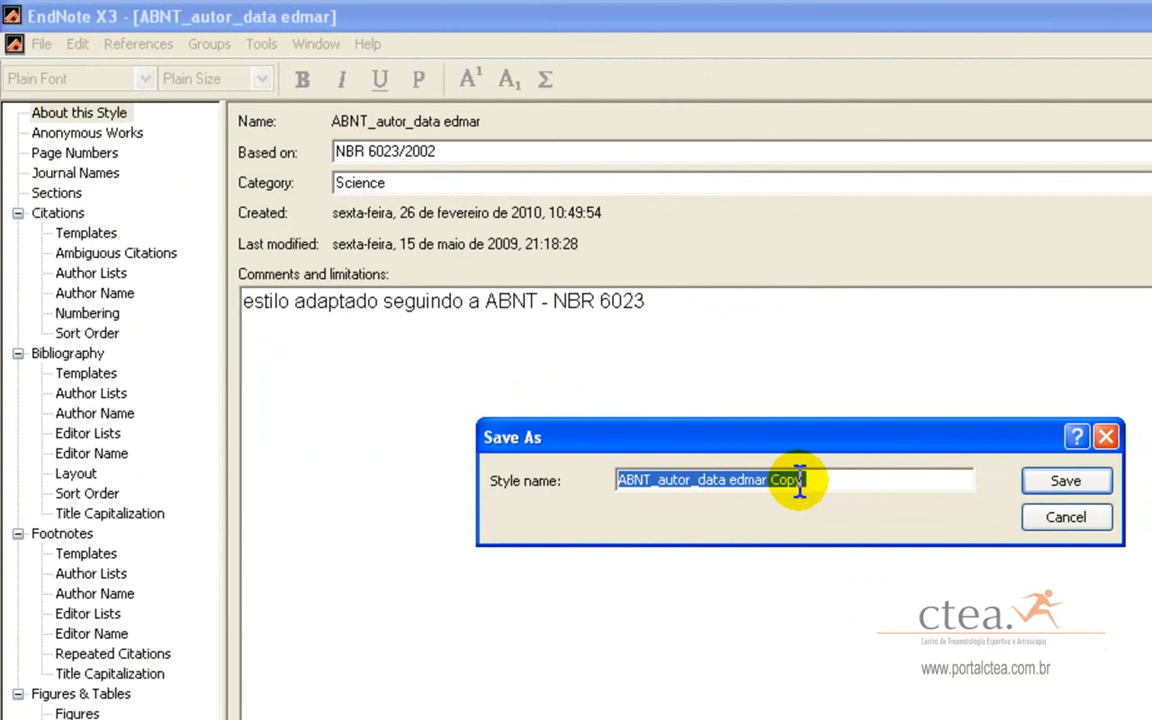 EndNote X3 - [ABNT_autor_data edmar]
File Edit References Groups Tools Window Help
Plain Font Plain Size B I U P A¹ A₁ Σ
About this Style
Anonymous Works
Page Numbers
Journal Names
Sections
Citations
Templates
Ambiguous Citations
Author Lists
Author Name
Numbering
Sort Order
Bibliography
Templates
Author Lists
Author Name
Editor Lists
Editor Name
Layout
Sort Order
Title Capitalization
Footnotes
Templates
Author Lists
Author Name
Editor Lists
Editor Name
Repeated Citations
Title Capitalization
Figures & Tables
Figures
Name: ABNT_autor_data edmar
Based on: NBR 6023/2002
Category: Science
Created: sexta-feira, 26 de fevereiro de 2010, 10:49:54
Last modified: sexta-feira, 15 de maio de 2009, 21:18:28
Comments and limitations:
estilo adaptado seguindo a ABNT - NBR 6023
Save As
Style name: ABNT_autor_data edmar Copy Save
Cancel
ctea.
Centro de Traumatologia Esportiva e Artroscopia
www.portalctea.com.br